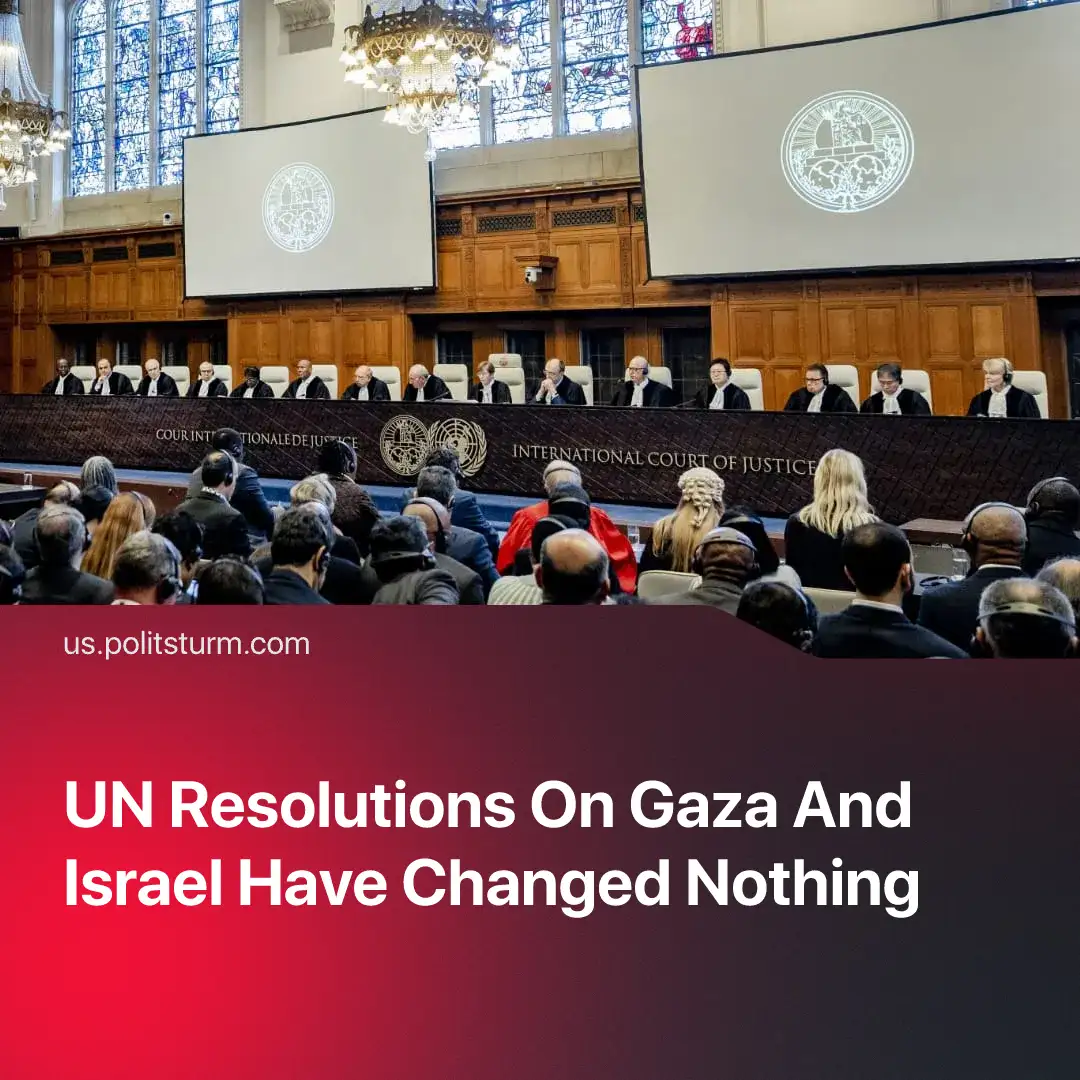 COUR INTERNATIONALE DE JUSTICE
INTERNATIONAL COURT OF JUSTICE
us.politsturm.com
UN Resolutions On Gaza And
Israel Have Changed Nothing